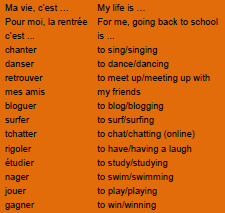 Ma vie, c'est … My life is …
Pour moi, la rentrée For me, going back to school
c'est ... is ...
chanter to sing/singing
danser to dance/dancing
retrouver to meet up/meeting up with
mes amis my friends
bloguer to blog/blogging
surfer to surf/surfing
tchatter to chat/chatting (online)
rigoler to have/having a laugh
étudier to study/studying
nager to swim/swimming
jouer to play/playing
gagner to win/winning